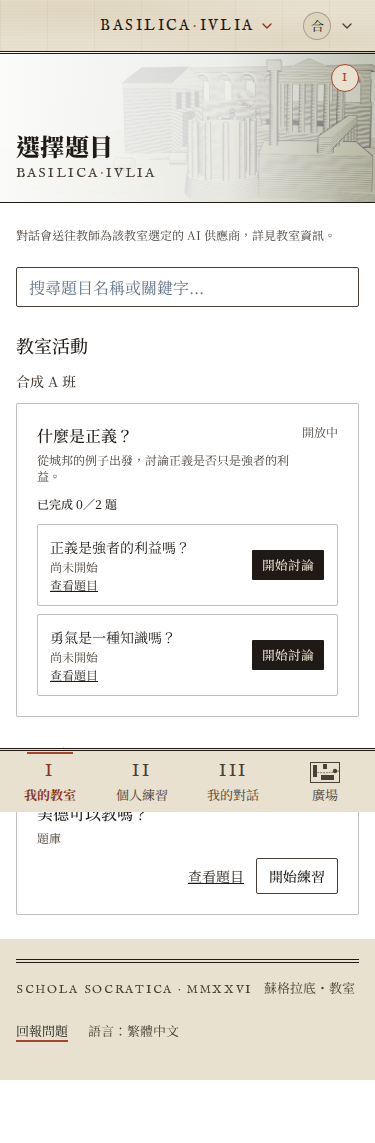 BASILICA·IVLIA
合
I
選擇題目
BASILICA·IVLIA
對話會送往教師為該教室選定的 AI 供應商，詳見教室資訊。
搜尋題目名稱或關鍵字...
教室活動
合成 A 班
什麼是正義？
開放中
從城邦的例子出發，討論正義是否只是強者的利
益。
已完成 0／2 題
正義是強者的利益嗎？
尚未開始
查看題目
開始討論
勇氣是一種知識嗎？
尚未開始
查看題目
開始討論
I
我的教室
II
個人練習
III
我的對話
廣場
美德可以教嗎？
題庫
查看題目
開始練習
SCHOLA SOCRATICA · MMXXVI 蘇格拉底・教室
回報問題
語言：繁體中文